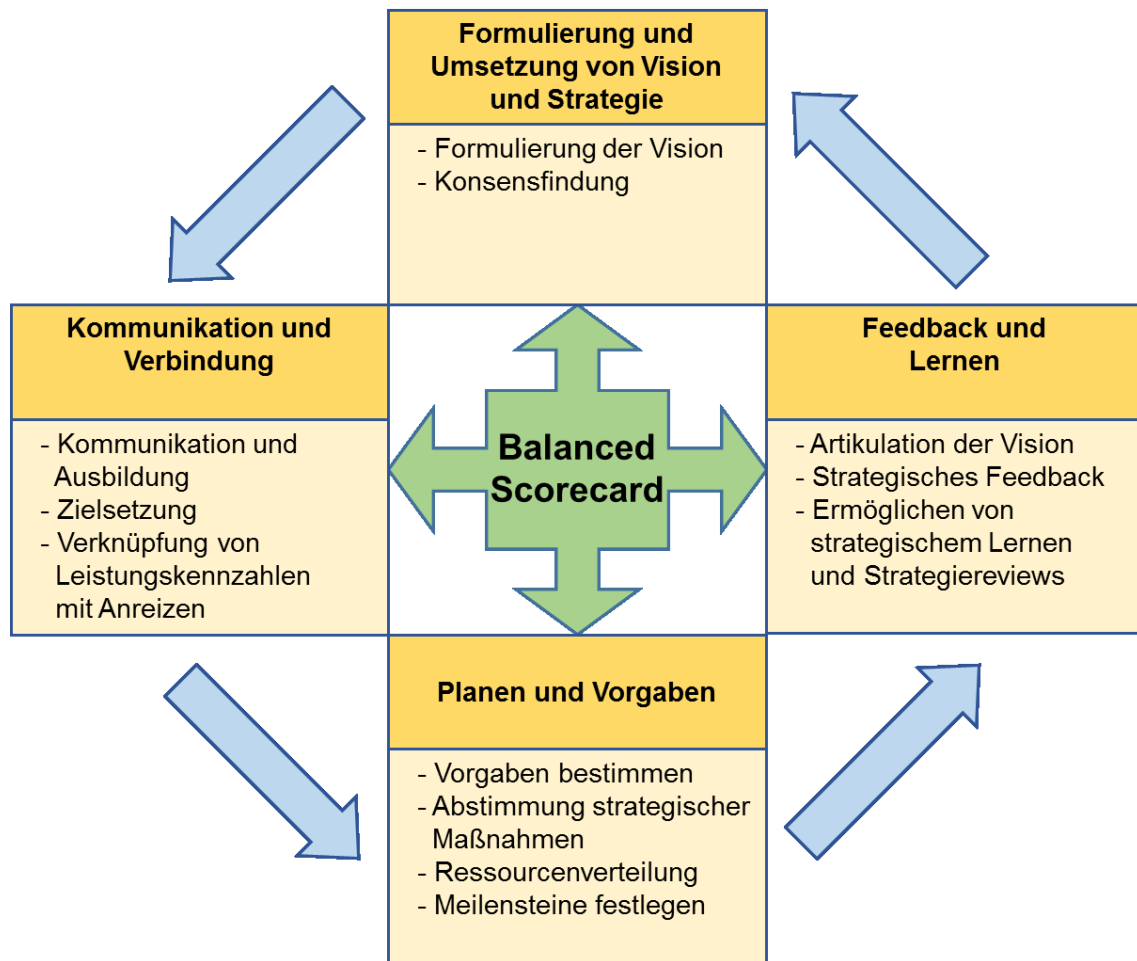 Formulierung und
Umsetzung von Vision
und Strategie
- Formulierung der Vision
- Konsensfindung
Kommunikation und
Verbindung
- Kommunikation und
Ausbildung
- Zielsetzung
- Verknüpfung von
Leistungskennzahlen
mit Anreizen
Balanced
Scorecard
Feedback und
Lernen
- Artikulation der Vision
- Strategisches Feedback
- Ermöglichen von
strategischem Lernen
und Strategiereviews
Planen und Vorgaben
- Vorgaben bestimmen
- Abstimmung strategischer
Maßnahmen
- Ressourcenverteilung
- Meilensteine festlegen